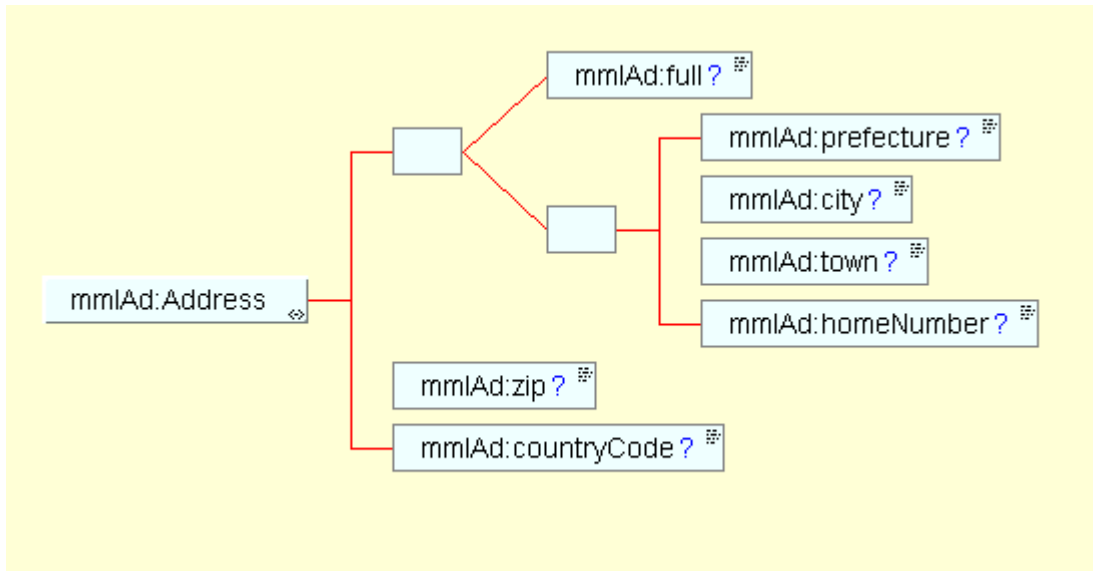 mmlAd:full?
mmlAd:prefecture?
mmlAd:city?
mmlAd:town?
mmlAd:Address
mmlAd:homeNumber?
mmlAd:zip?
mmlAd:countryCode?